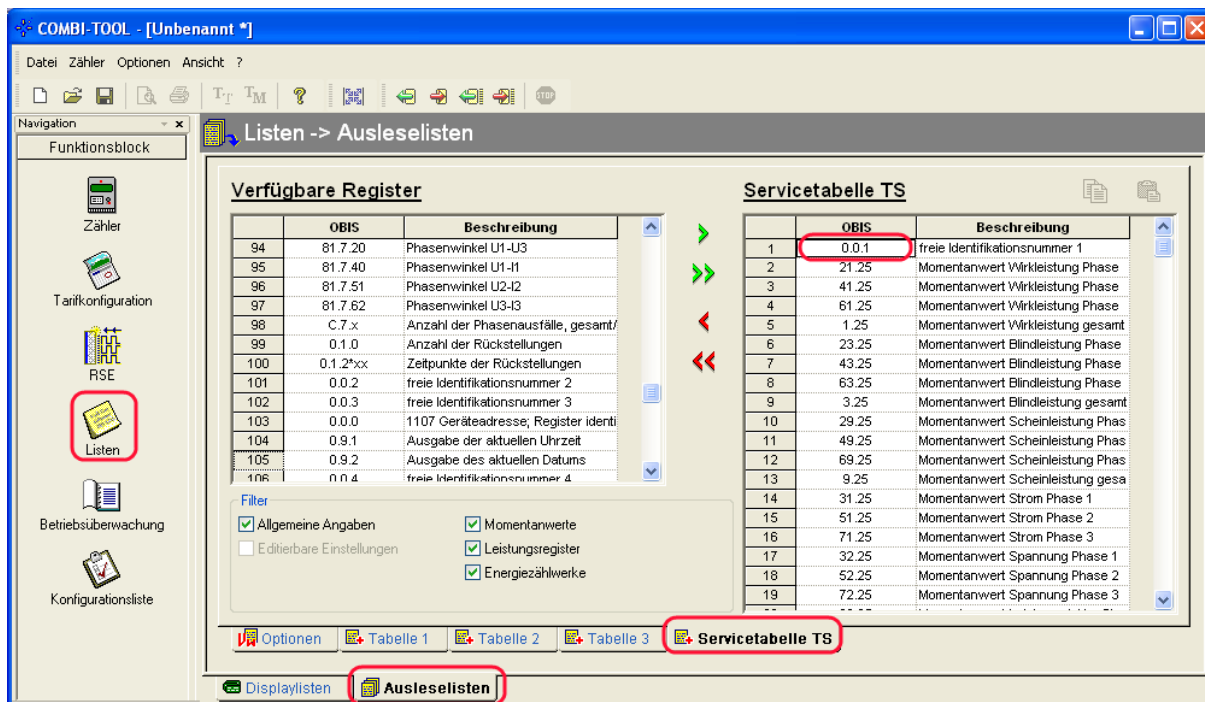 COMBI-TOOL - [Unbenannt *]
Datei Zähler Optionen Ansicht ?
STOP
Navigation
Funktionsblock
Zähler
Tarifkonfiguration
RSE
Listen
Betriebsüberwachung
Konfigurationsliste
Listen -> Ausleselisten
Verfügbare Register
OBIS Beschreibung
94 81.7.20 Phasenwinkel U1-U3
95 81.7.40 Phasenwinkel U1-I1
96 81.7.51 Phasenwinkel U2-I2
97 81.7.62 Phasenwinkel U3-I3
98 C.7.x Anzahl der Phasenausfälle, gesamt/
99 0.1.0 Anzahl der Rückstellungen
100 0.1.2*xx Zeitpunkte der Rückstellungen
101 0.0.2 freie Identifikationsnummer 2
102 0.0.3 freie Identifikationsnummer 3
103 0.0.0 1107 Geräteadresse; Register identi
104 0.9.1 Ausgabe der aktuellen Uhrzeit
105 0.9.2 Ausgabe des aktuellen Datums
106 0.0.4 freie Identifikationsnummer 4
Filter
Allgemeine Angaben
Editierbare Einstellungen
Momentanwerte
Leistungsregister
Energiezählwerke
Servicetabelle TS
OBIS Beschreibung
1 0.0.1 freie Identifikationsnummer 1
2 21.25 Momentanwert Wirkleistung Phase
3 41.25 Momentanwert Wirkleistung Phase
4 61.25 Momentanwert Wirkleistung Phase
5 1.25 Momentanwert Wirkleistung gesamt
6 23.25 Momentanwert Blindleistung Phase
7 43.25 Momentanwert Blindleistung Phase
8 63.25 Momentanwert Blindleistung Phase
9 3.25 Momentanwert Blindleistung gesamt
10 29.25 Momentanwert Scheinleistung Phas
11 49.25 Momentanwert Scheinleistung Phas
12 69.25 Momentanwert Scheinleistung Phas
13 9.25 Momentanwert Scheinleistung gesa
14 31.25 Momentanwert Strom Phase 1
15 51.25 Momentanwert Strom Phase 2
16 71.25 Momentanwert Strom Phase 3
17 32.25 Momentanwert Spannung Phase 1
18 52.25 Momentanwert Spannung Phase 2
19 72.25 Momentanwert Spannung Phase 3
Optionen Tabelle 1 Tabelle 2 Tabelle 3 Servicetabelle TS
Displaylisten Ausleselisten